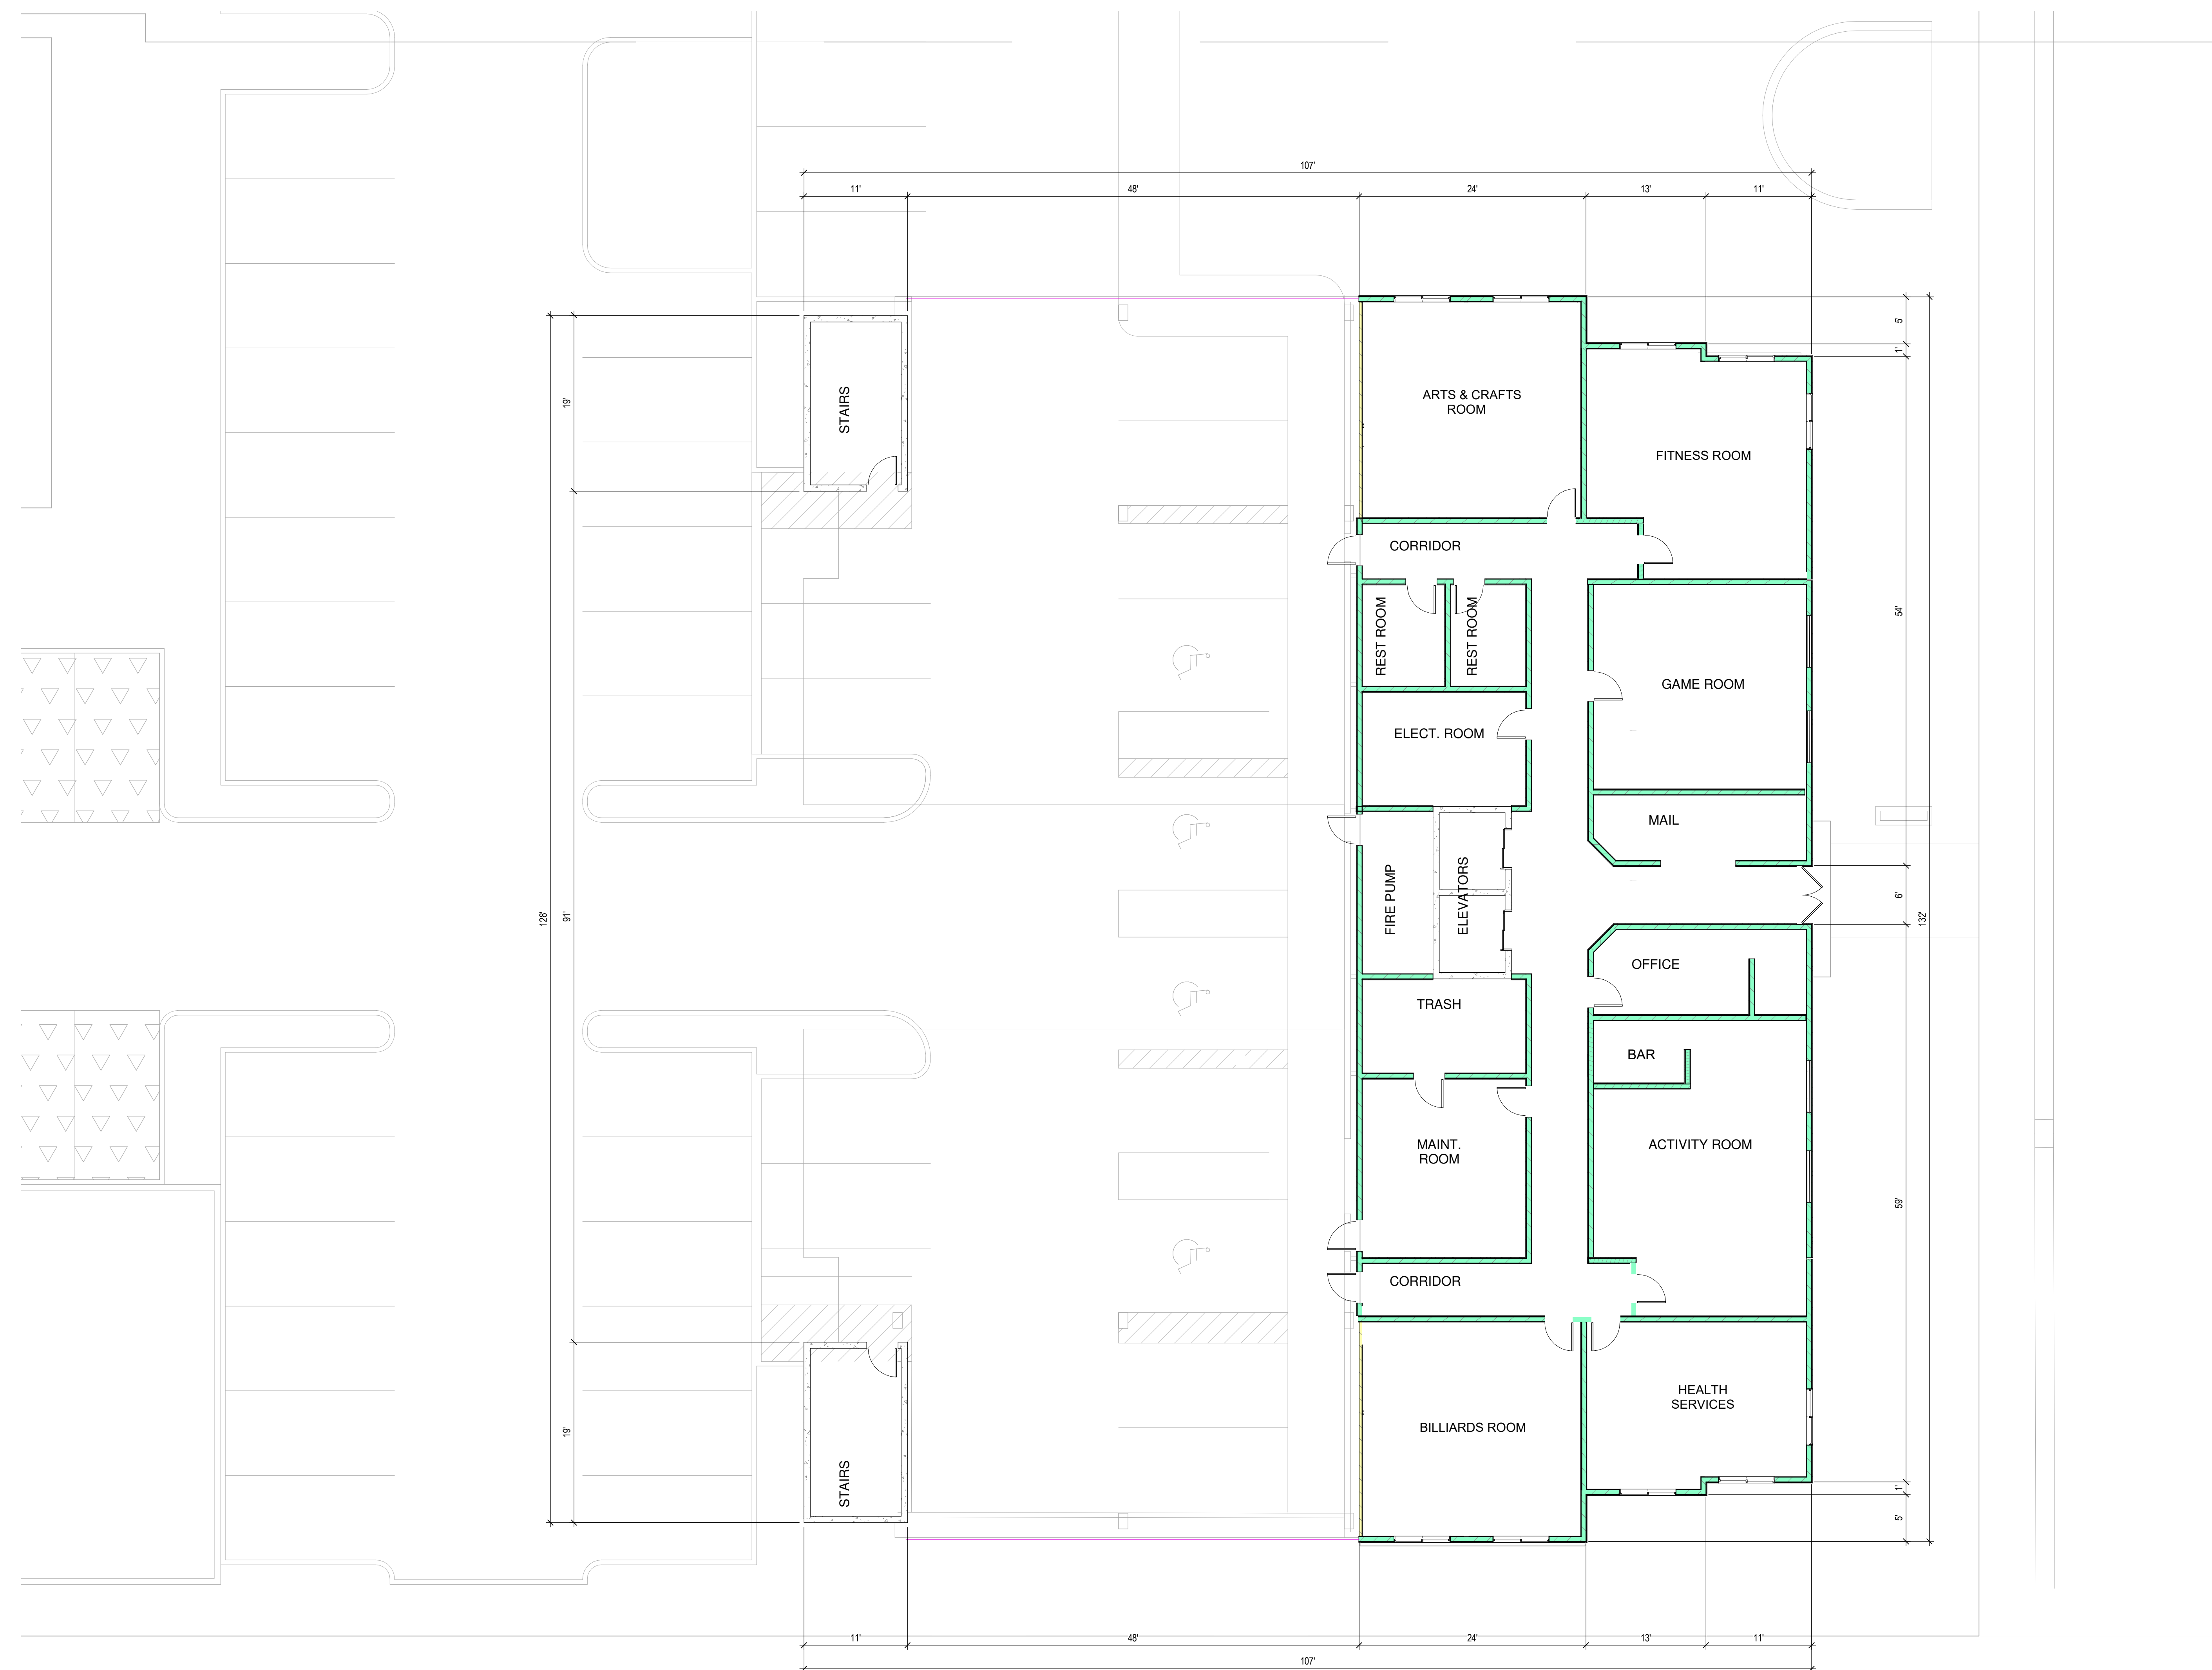 107'
11'
48'
24'
13'
11'
5'
1'
STAIRS
19'
ARTS & CRAFTS
ROOM
FITNESS ROOM
CORRIDOR
REST ROOM
REST ROOM
54'
GAME ROOM
ELECT. ROOM
MAIL
FIRE PUMP
ELEVATORS
6'
128'
91'
132'
OFFICE
TRASH
BAR
MAINT.
ROOM
ACTIVITY ROOM
59'
CORRIDOR
HEALTH
SERVICES
BILLIARDS ROOM
19'
STAIRS
1'
5'
11'
48'
24'
13'
11'
107'